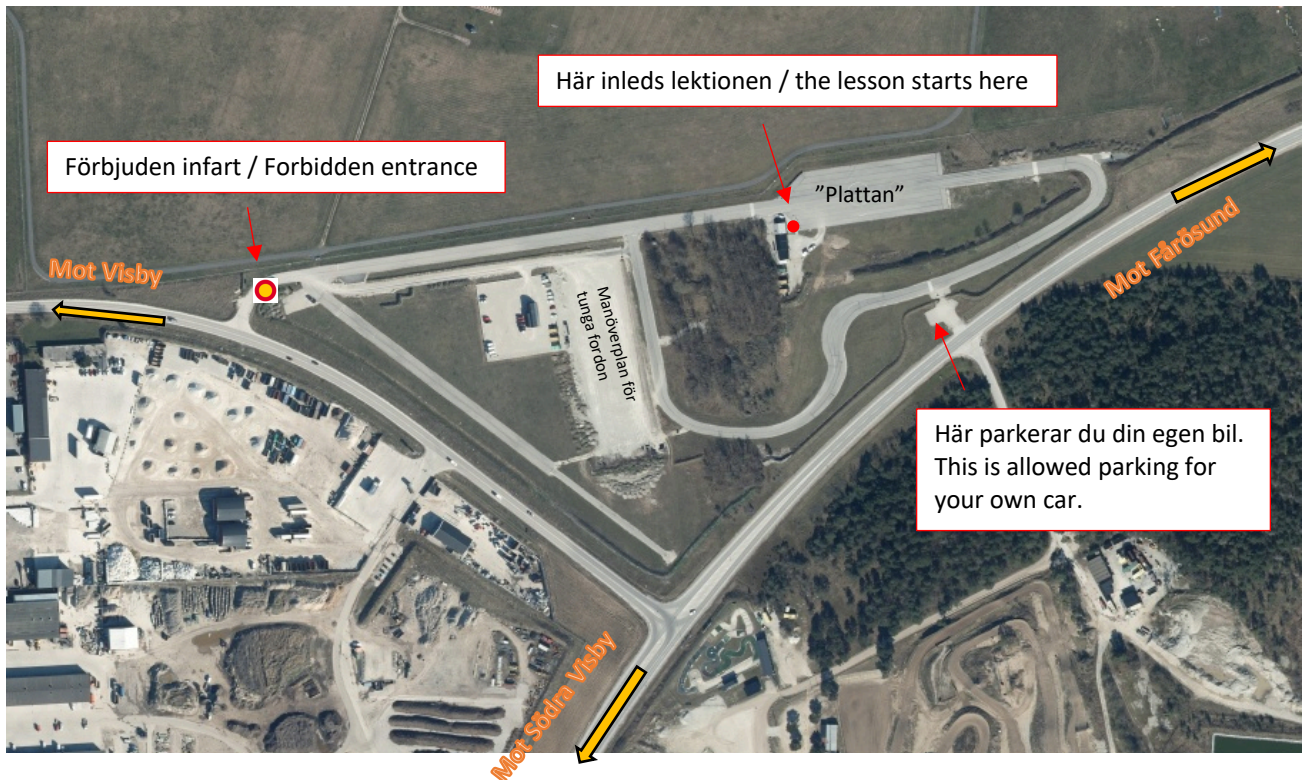 Här inleds lektionen / the lesson starts here
Förbjuden infart / Forbidden entrance
”Plattan”
Mot Visby
Mot Fårösund
Manöverplan för
tunga fordon
Här parkerar du din egen bil.
This is allowed parking for
your own car.
Mot Södra Visby